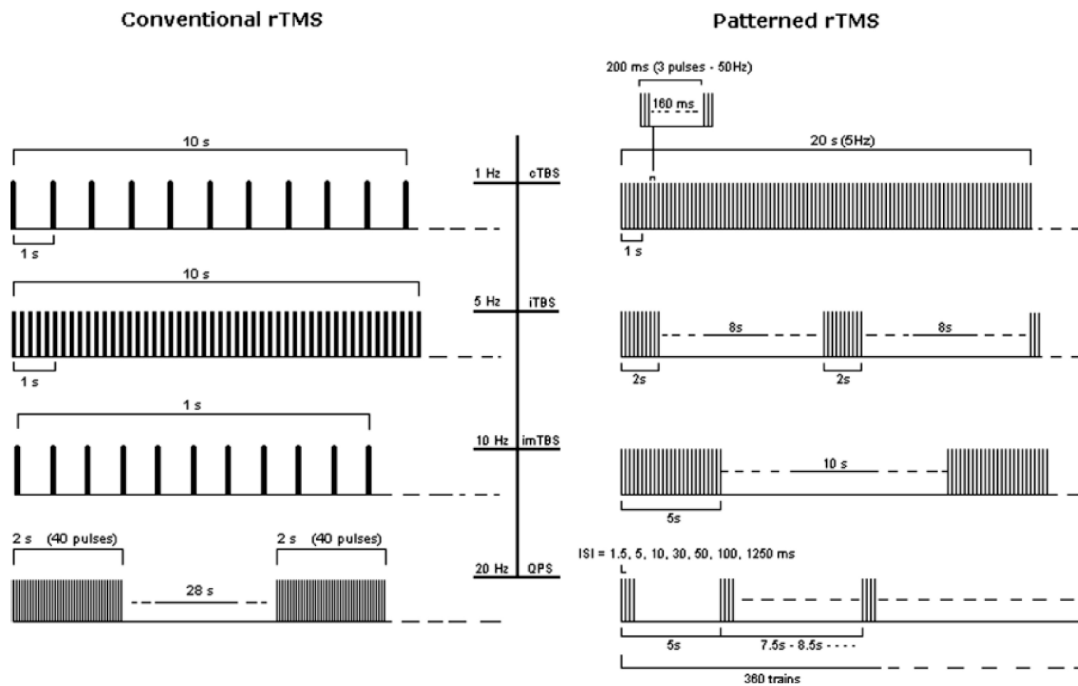 Conventional rTMS
Patterned rTMS
200 ms (3 pulses - 50Hz)
160 ms
10 s
1 Hz
cTBS
20 s (5Hz)
1 s
1 s
10 s
5 Hz
iTBS
8s
8s
1 s
2s
2s
1 s
10 Hz
imTBS
10 s
5s
2 s (40 pulses)
2 s (40 pulses)
28 s
20 Hz
QPS
ISI = 1.5, 5, 10, 30, 50, 100, 1250 ms
5s
7.5s - 8.5s - - - -
360 trains